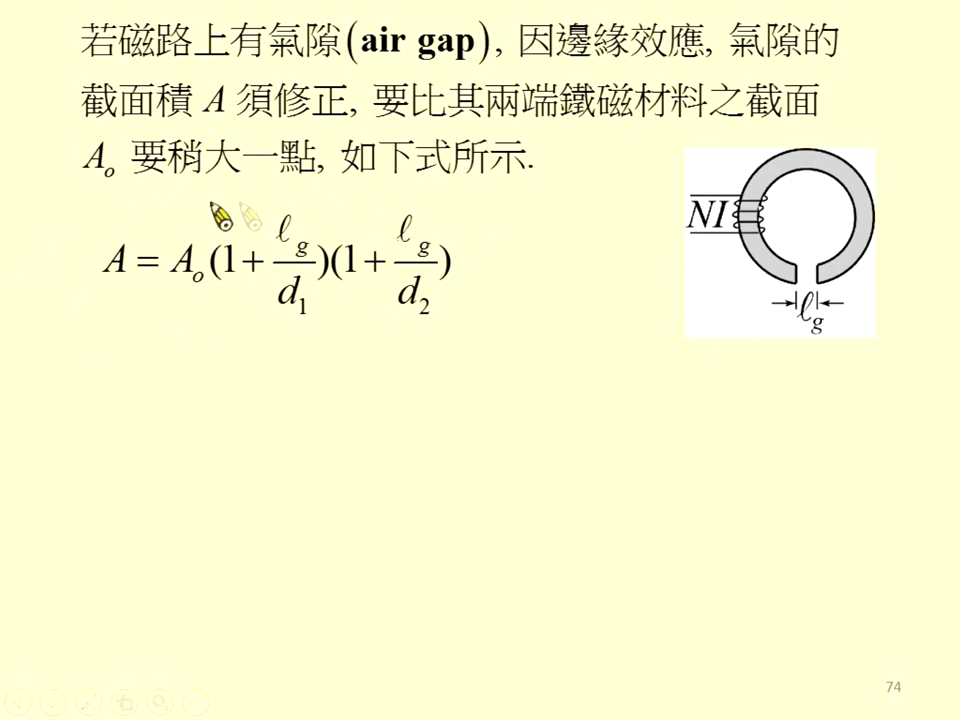 若磁路上有氣隙(air gap), 因邊緣效應, 氣隙的
截面積 A 須修正, 要比其兩端鐵磁材料之截面
Aₒ 要稍大一點, 如下式所示.
A = Aₒ(1+ ℓg/d₁)(1+ ℓg/d₂)
NI
ℓg
74